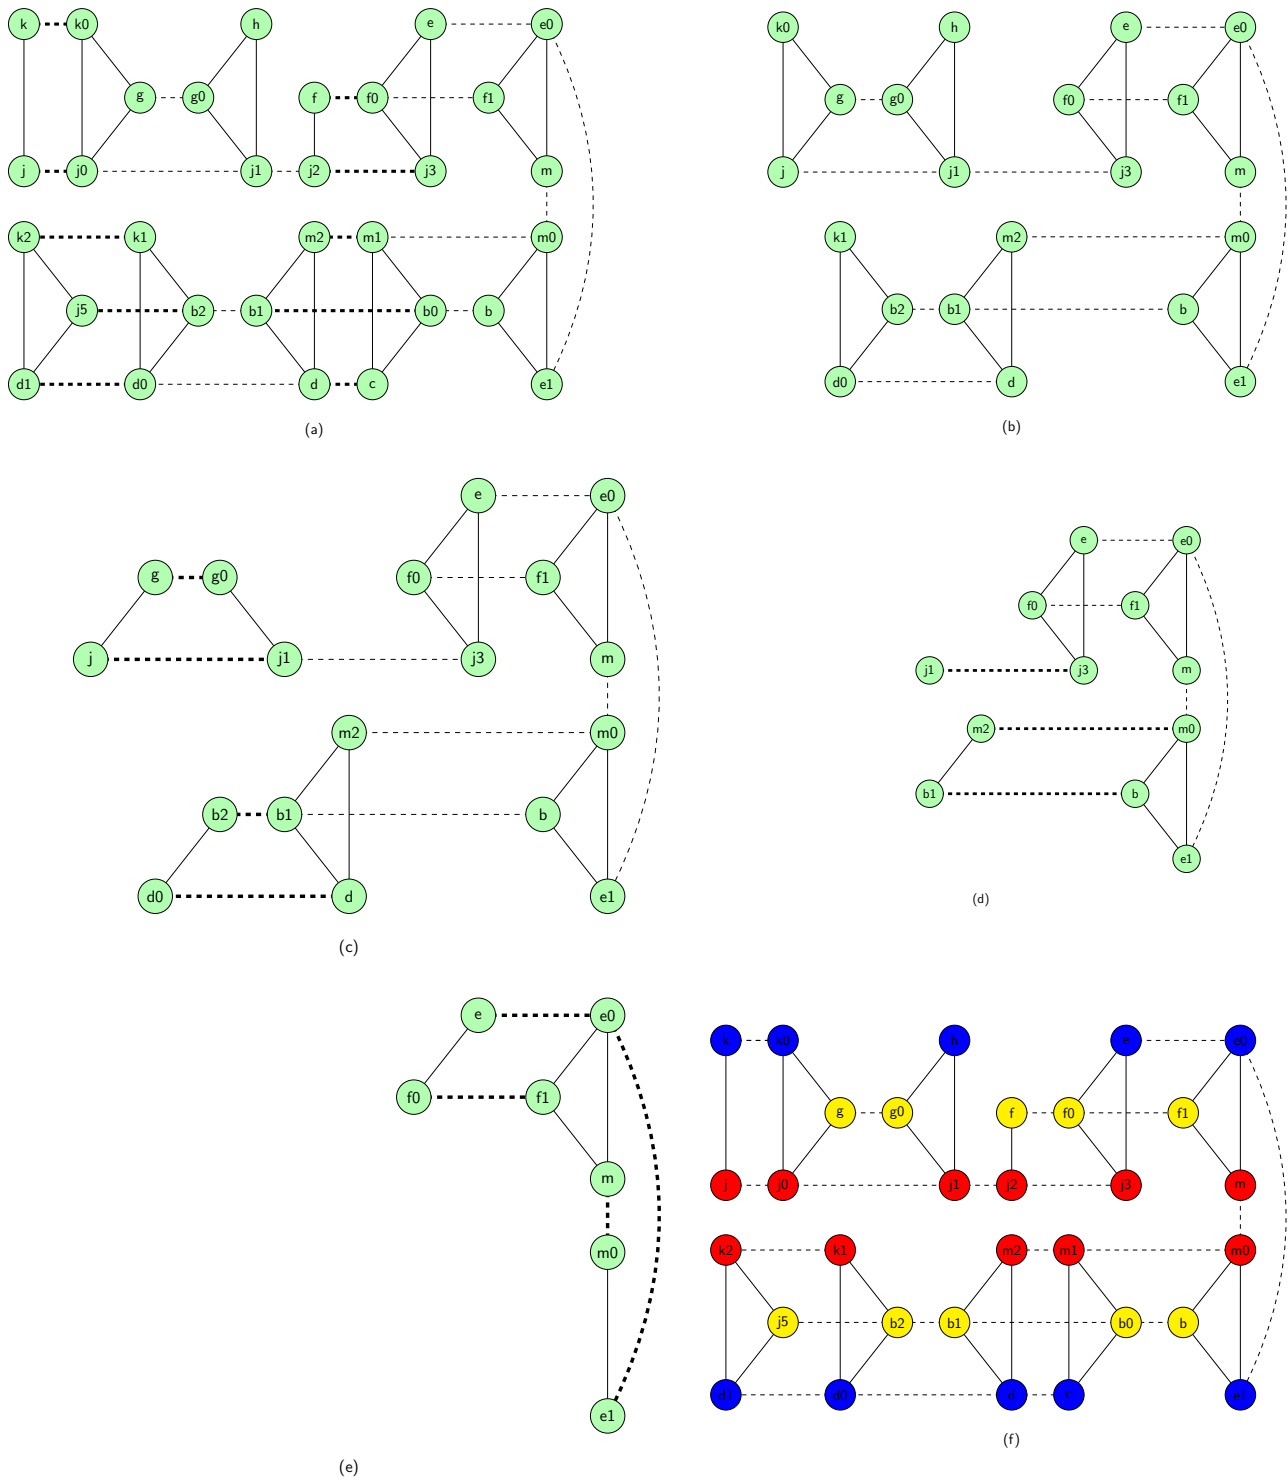 k k0 h e e0
g g0 f f0 f1
j j0 j1 j2 j3 m
k2 k1 m2 m1 m0
j5 b2 b1 b0 b
d1 d0 d c e1
(a)
k0 h e e0
g g0 f0 f1
j j1 j3 m
k1 m2 m0
b2 b1 b
d0 d e1
(b)
e e0
g g0 f0 f1
j j1 j3 m
m2 m0
b2 b1 b
d0 d e1
(c)
e e0
f0 f1
j1 j3 m
m2 m0
b1 b
e1
(d)
e e0
f0 f1
m
m0
e1
(e)
k k0 h e e0
g g0 f f0 f1
j j0 j1 j2 j3 m
k2 k1 m2 m1 m0
j5 b2 b1 b0 b
d1 d0 d c e1
(f)